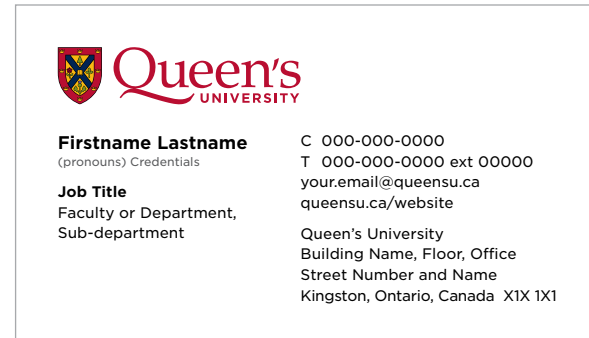 Queen's
UNIVERSITY
Firstname Lastname
(pronouns) Credentials
Job Title
Faculty or Department,
Sub-department
C 000-000-0000
T 000-000-0000 ext 00000
your.email@queensu.ca
queensu.ca/website
Queen’s University
Building Name, Floor, Office
Street Number and Name
Kingston, Ontario, Canada X1X 1X1